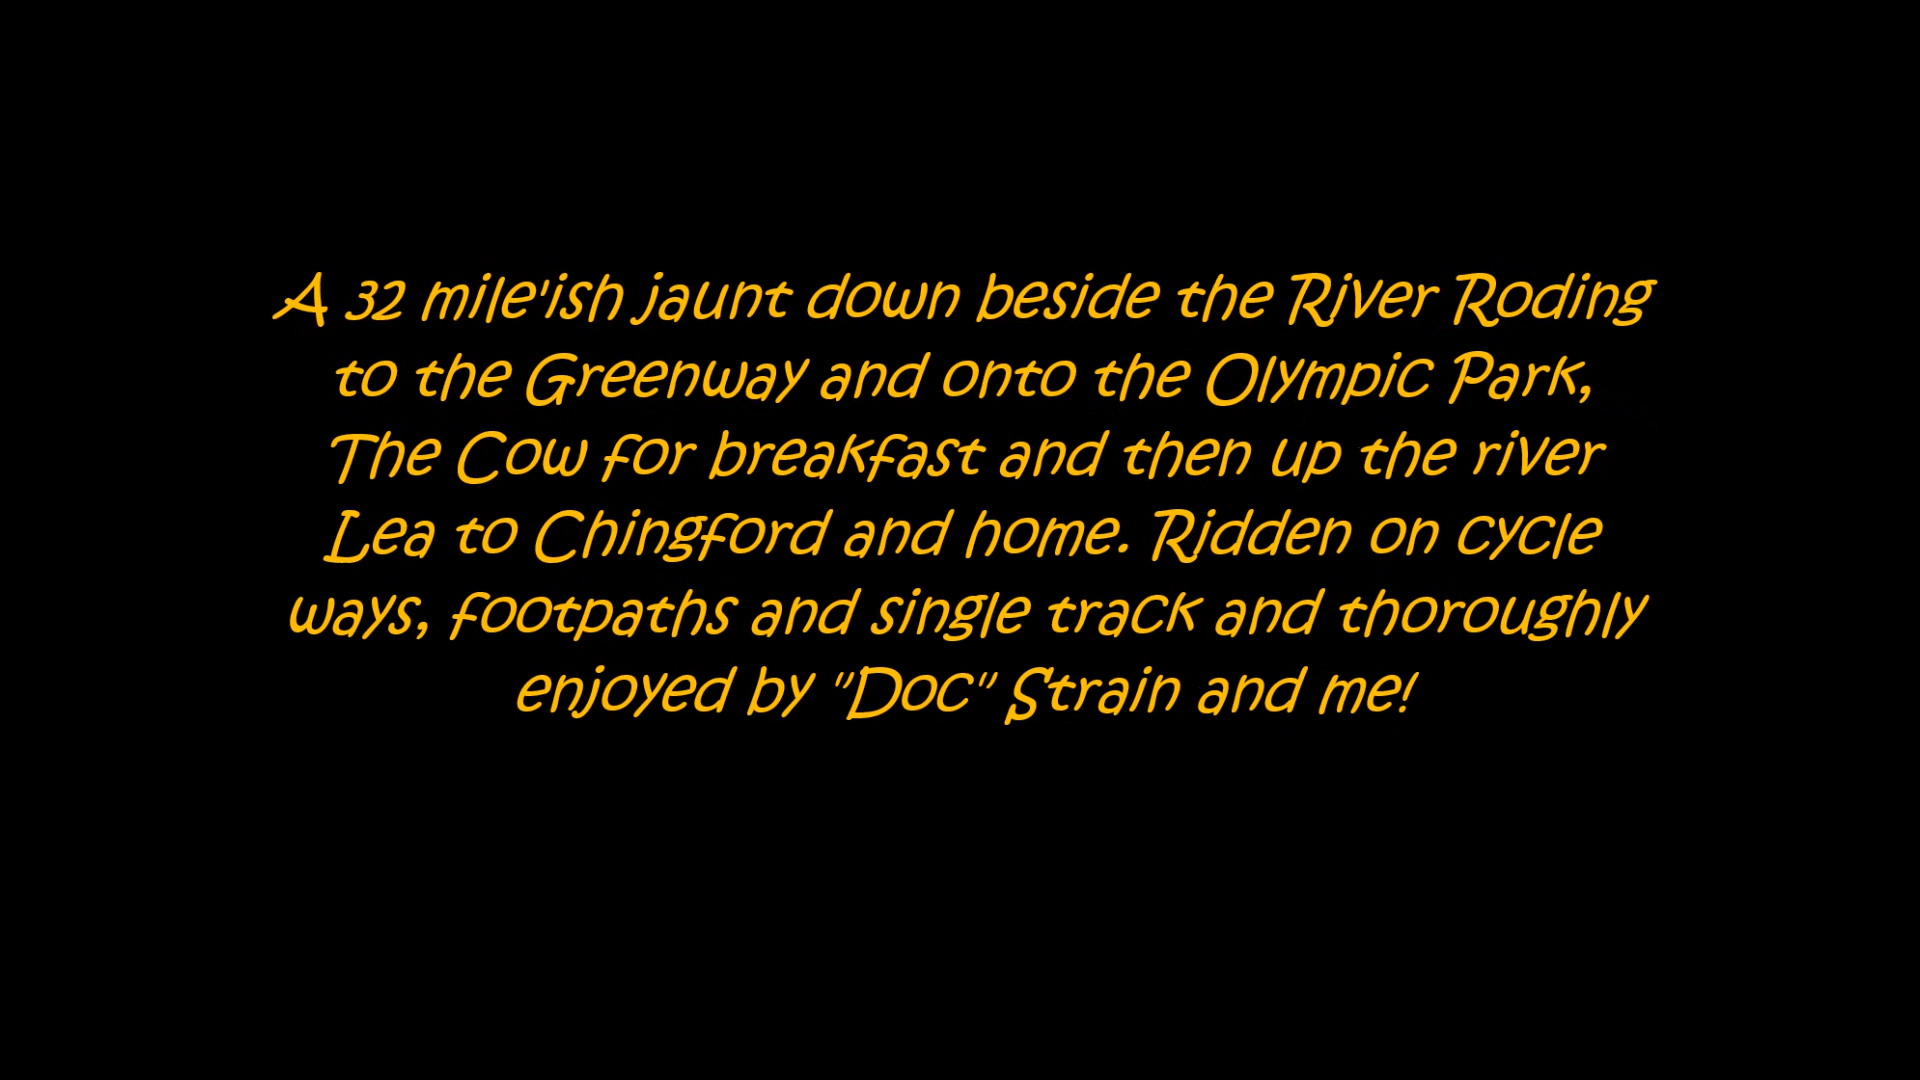 A 32 mile'ish jaunt down beside the River Roding
to the Greenway and onto the Olympic Park,
The Cow for breakfast and then up the river
Lea to Chingford and home. Ridden on cycle
ways, footpaths and single track and thoroughly
enjoyed by "Doc" Strain and me!